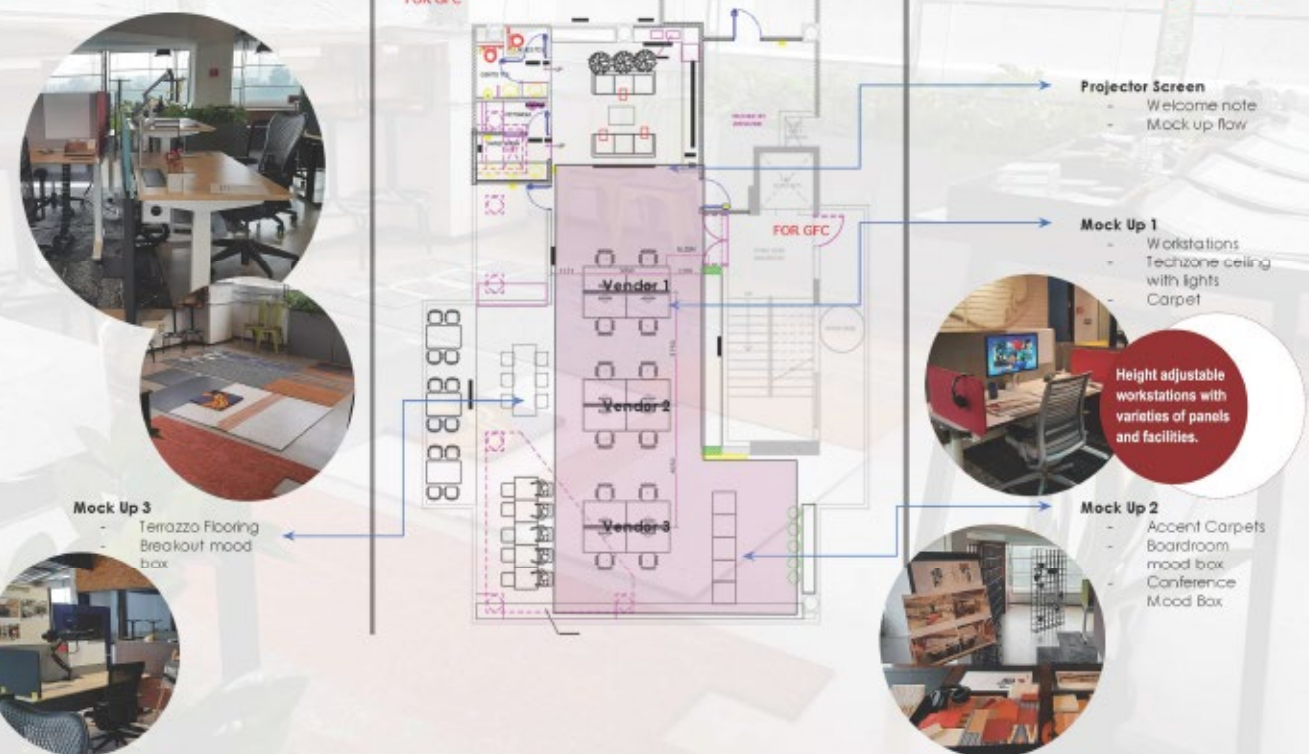 FOR GFC
Projector Screen
- Welcome note
- Mock up flow
Mock Up 1
- Workstations
- Techzone ceiling
with lights
- Carpet
FOR GFC
Vendor 1
Vendor 2
Vendor 3
Height adjustable
workstations with
varieties of panels
and facilities.
Mock Up 3
- Terrazzo Flooring
- Breakout mood
box
Mock Up 2
- Accent Carpets
- Boardroom
mood box
- Conference
Mood Box